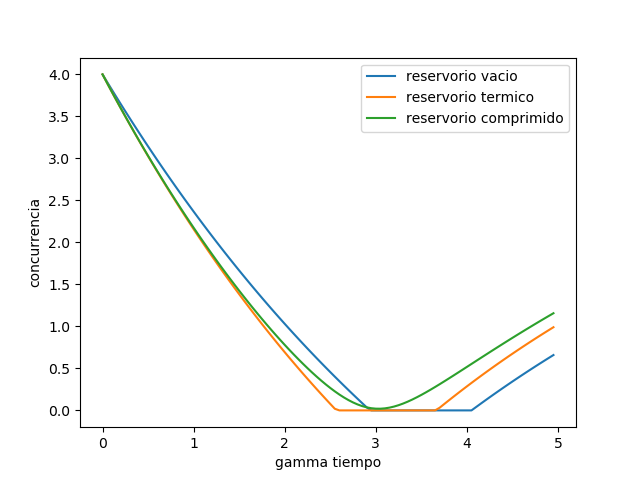 reservorio vacio
reservorio termico
reservorio comprimido
concurrencia
4.0
3.5
3.0
2.5
2.0
1.5
1.0
0.5
0.0
0 1 2 3 4 5
gamma tiempo